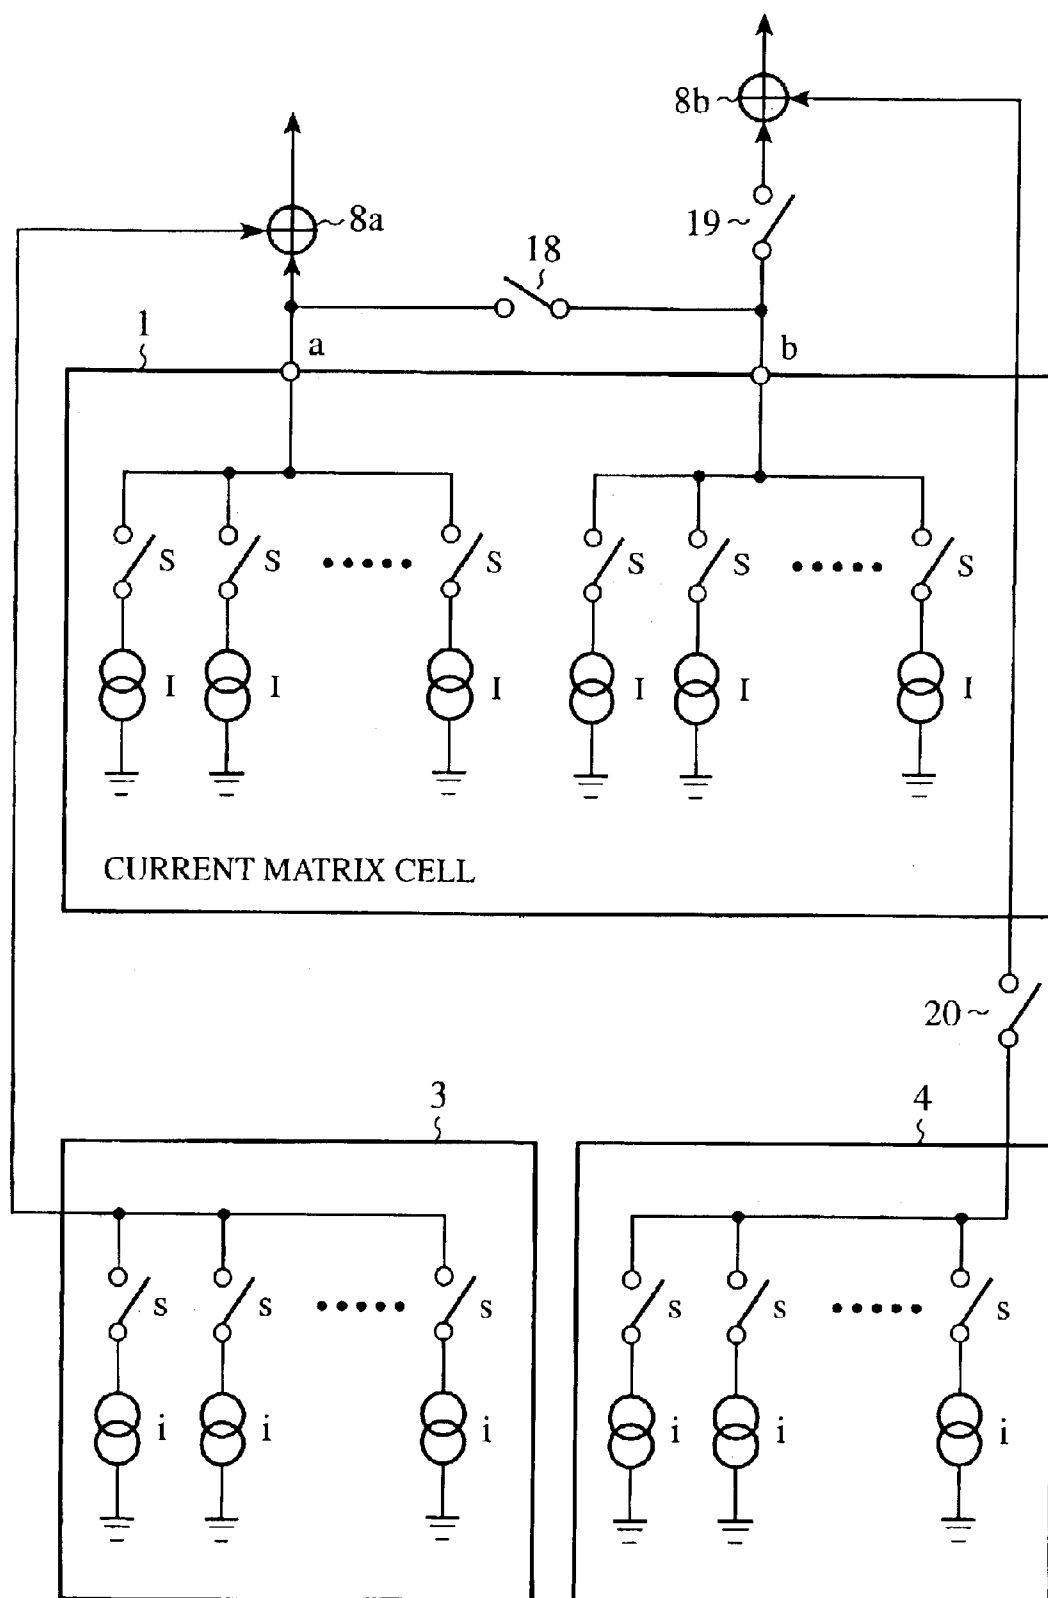 8b
8a
19
18
1
a
b
S S ••••• S S S ••••• S
I I I I I I
CURRENT MATRIX CELL
20
3
4
s s ••••• s s s ••••• s
i i i i i i